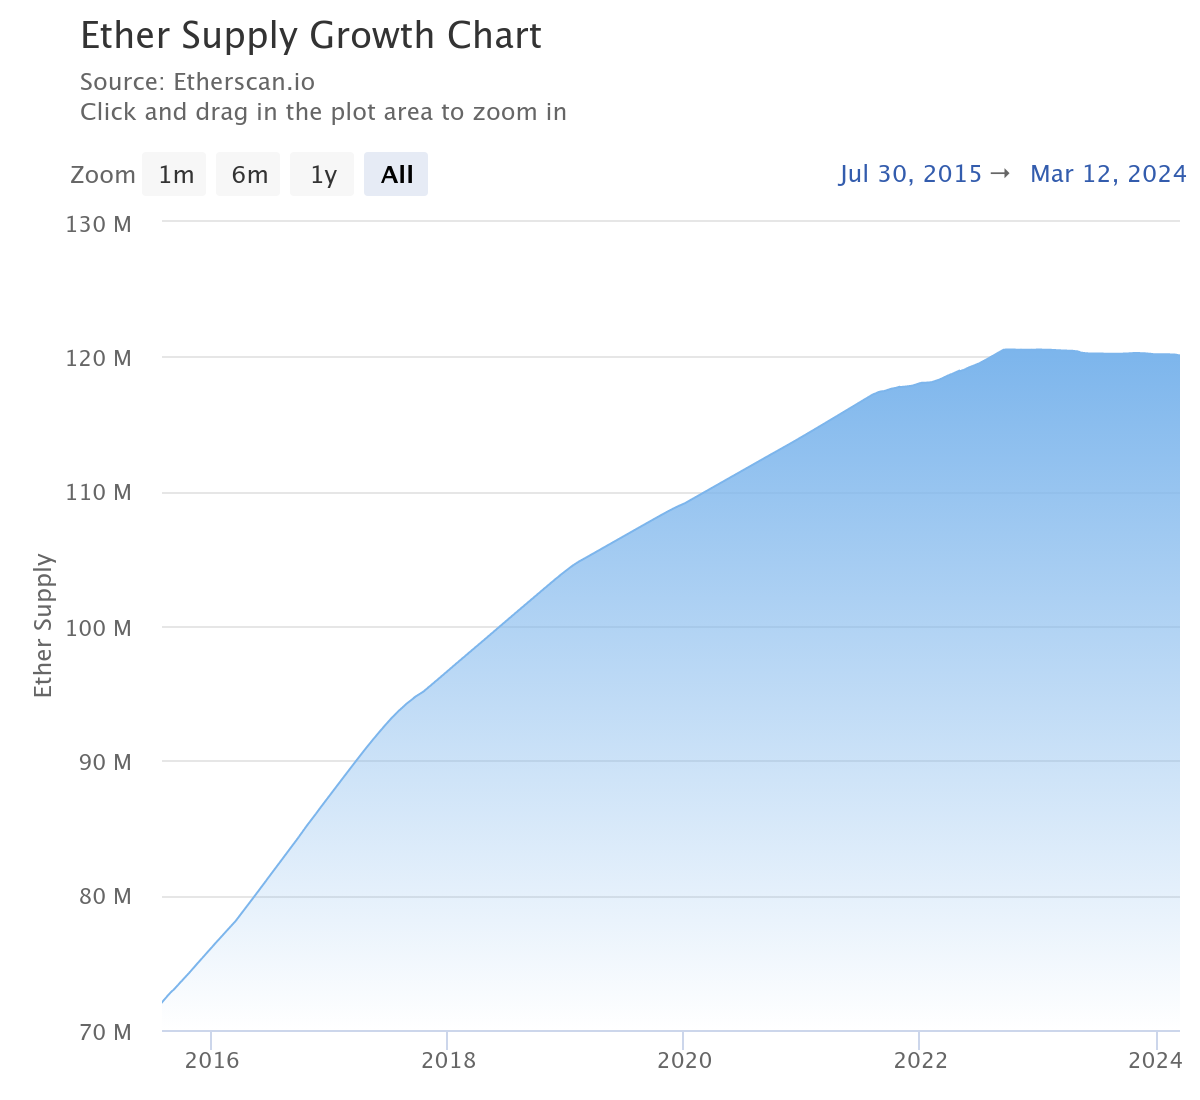 Ether Supply Growth Chart
Source: Etherscan.io
Click and drag in the plot area to zoom in
Zoom 1m 6m 1y All Jul 30, 2015 → Mar 12, 2024
130 M
120 M
110 M
100 M
90 M
80 M
70 M
Ether Supply
2016 2018 2020 2022 2024